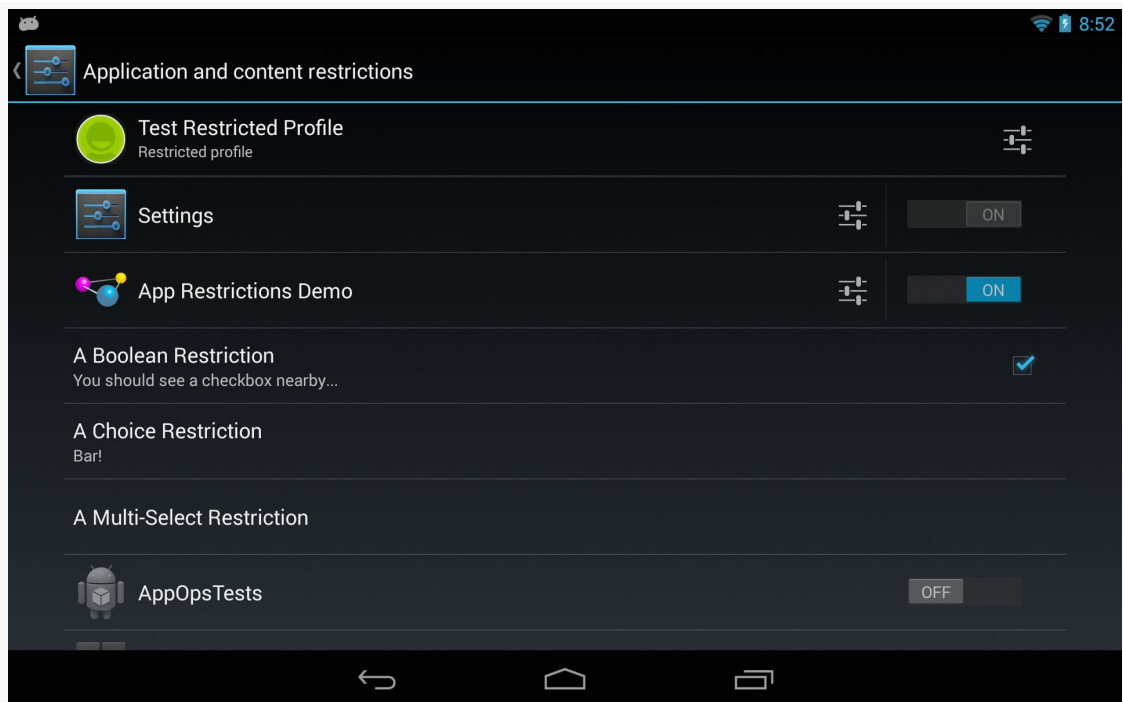 8:52
Application and content restrictions
Test Restricted Profile
Restricted profile
Settings
ON
App Restrictions Demo
ON
A Boolean Restriction
You should see a checkbox nearby...
A Choice Restriction
Bar!
A Multi-Select Restriction
AppOpsTests
OFF